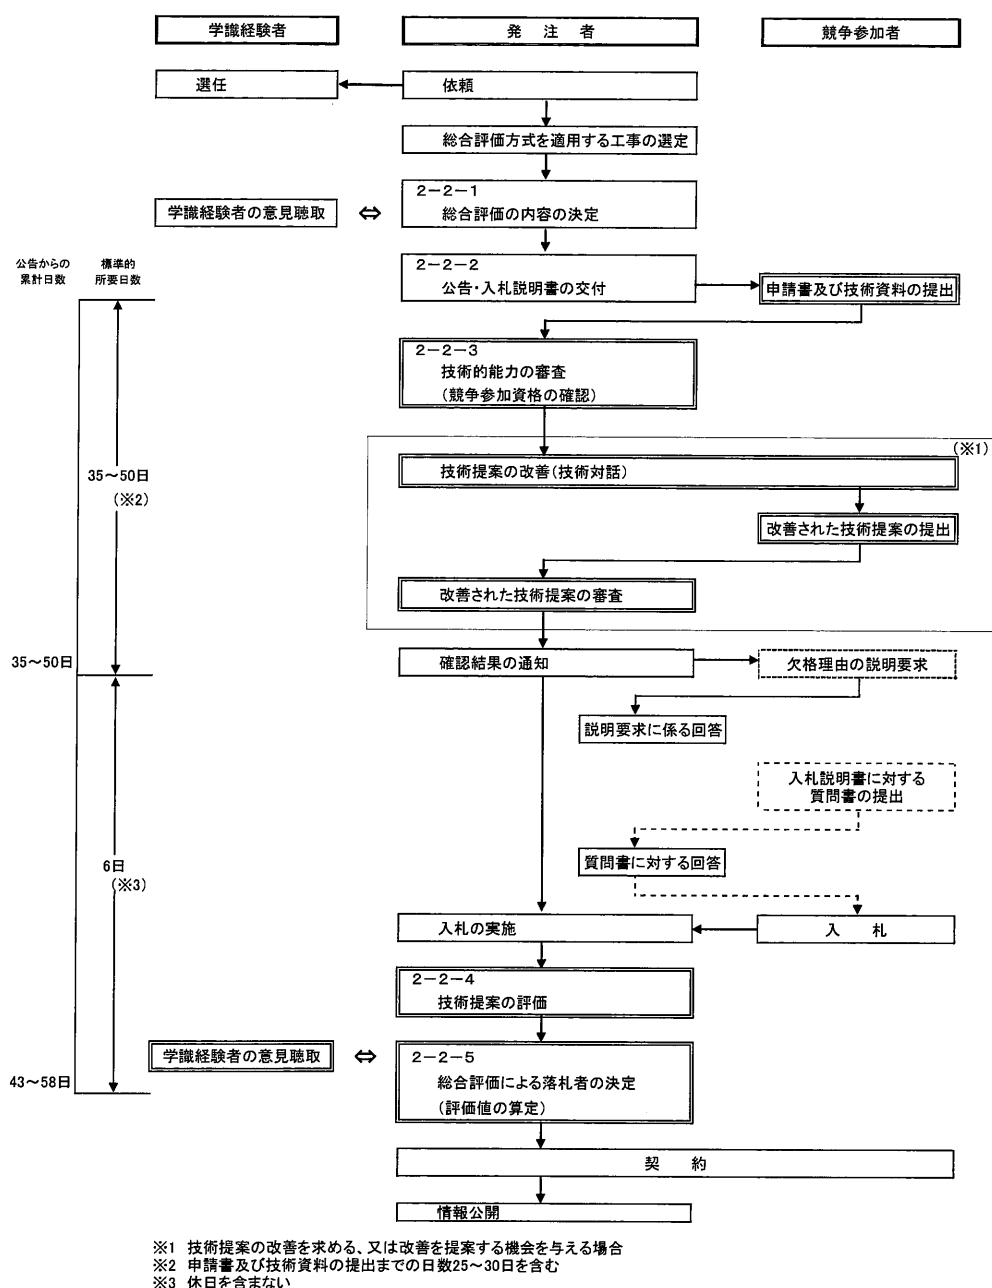 学識経験者
発注者
競争参加者
選任
依頼
総合評価方式を適用する工事の選定
2-2-1
総合評価の内容の決定
学識経験者の意見聴取
⇔
公告からの
累計日数
標準的
所要日数
2-2-2
公告・入札説明書の交付
申請書及び技術資料の提出
2-2-3
技術的能力の審査
(競争参加資格の確認)
(※1)
技術提案の改善(技術対話)
35～50日
(※2)
改善された技術提案の提出
改善された技術提案の審査
35～50日
確認結果の通知
欠格理由の説明要求
説明要求に係る回答
入札説明書に対する
質問書の提出
6日
(※3)
質問書に対する回答
入札の実施
入札
2-2-4
技術提案の評価
学識経験者の意見聴取
⇔
2-2-5
総合評価による落札者の決定
(評価値の算定)
43～58日
契約
情報公開
※1 技術提案の改善を求める、又は改善を提案する機会を与える場合
※2 申請書及び技術資料の提出までの日数25～30日を含む
※3 休日を含まない